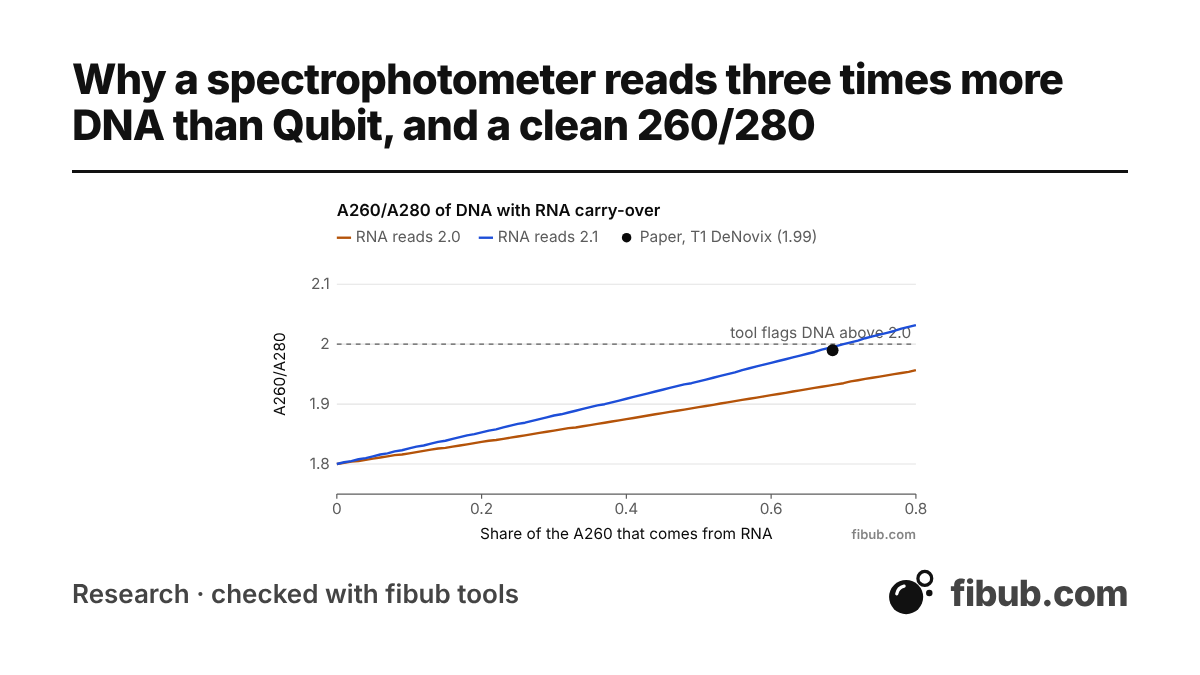 Why a spectrophotometer reads three times more
DNA than Qubit, and a clean 260/280
A260/A280 of DNA with RNA carry-over
RNA reads 2.0 RNA reads 2.1 Paper, T1 DeNovix (1.99)
2.1
tool flags DNA above 2.0
2
1.9
1.8
A260/A280
0 0.2 0.4 0.6 0.8
Share of the A260 that comes from RNA
fibub.com
Research · checked with fibub tools
fibub.com